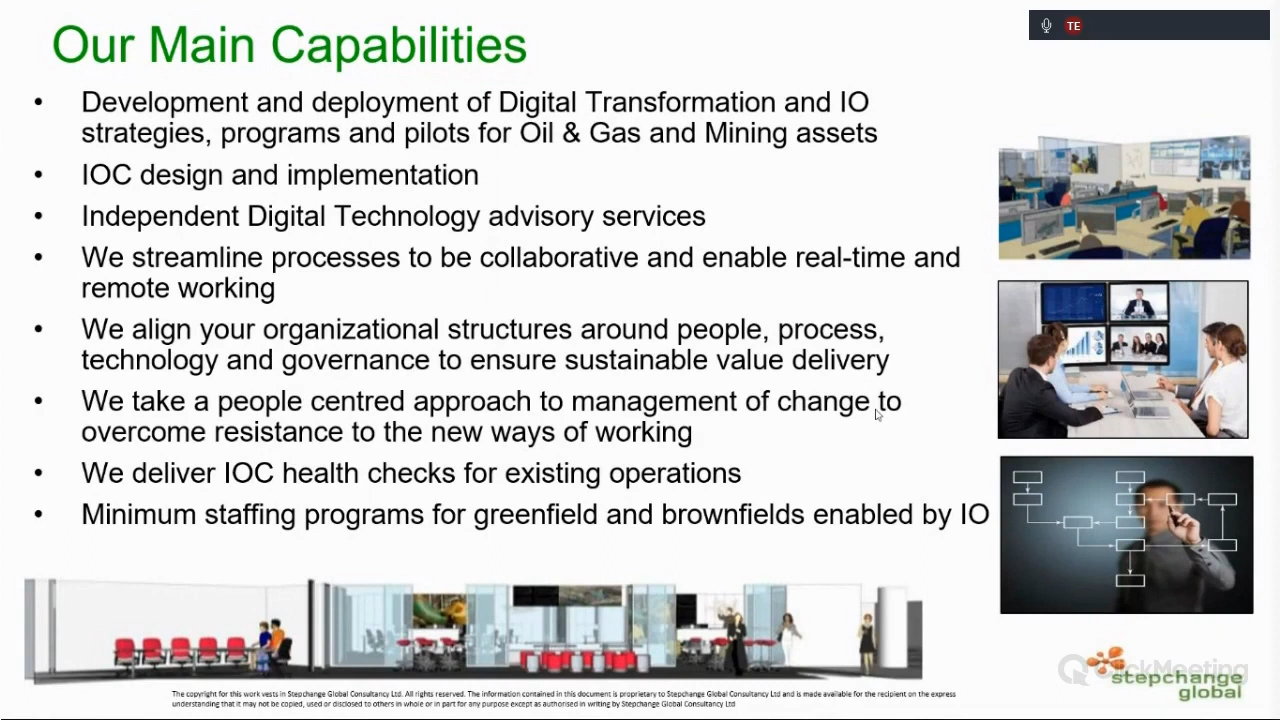 Our Main Capabilities
TE
• Development and deployment of Digital Transformation and IO
strategies, programs and pilots for Oil & Gas and Mining assets
• IOC design and implementation
• Independent Digital Technology advisory services
• We streamline processes to be collaborative and enable real-time and
remote working
• We align your organizational structures around people, process,
technology and governance to ensure sustainable value delivery
• We take a people centred approach to management of change to
overcome resistance to the new ways of working
• We deliver IOC health checks for existing operations
• Minimum staffing programs for greenfield and brownfields enabled by IO
ClickMeeting
stepchange
global
The copyright for this work vests in Stepchange Global Consultancy Ltd. All rights reserved. The information contained in this document is proprietary to Stepchange Global Consultancy Ltd and is made available for the recipient on the express
understanding that it may not be copied, used or disclosed to others in whole or in part for any purpose except as authorised in writing by Stepchange Global Consultancy Ltd